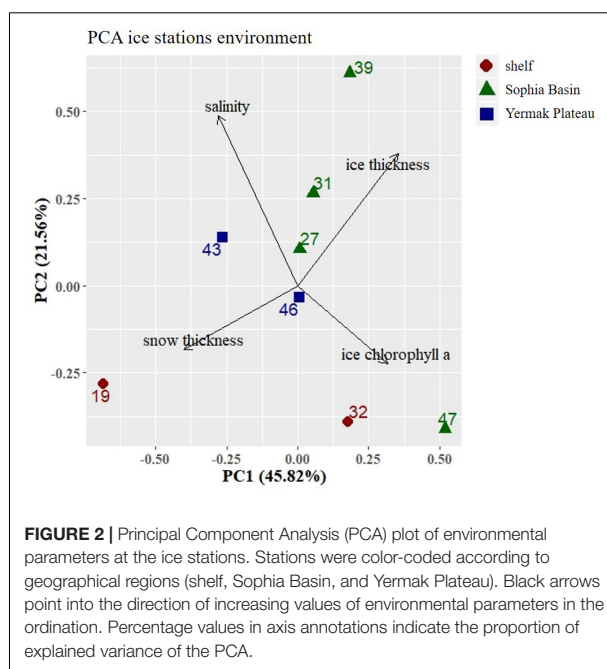 PCA ice stations environment
shelf
Sophia Basin
Yermak Plateau
39
salinity
0.50
ice thickness
31
0.25
27
43
PC2 (21.56%)
0.00
46
snow thickness
ice chlorophyll a
-0.25
19
32
47
-0.50
-0.25
0.00
0.25
0.50
PC1 (45.82%)
FIGURE 2 | Principal Component Analysis (PCA) plot of environmental
parameters at the ice stations. Stations were color-coded according to
geographical regions (shelf, Sophia Basin, and Yermak Plateau). Black arrows
point into the direction of increasing values of environmental parameters in the
ordination. Percentage values in axis annotations indicate the proportion of
explained variance of the PCA.